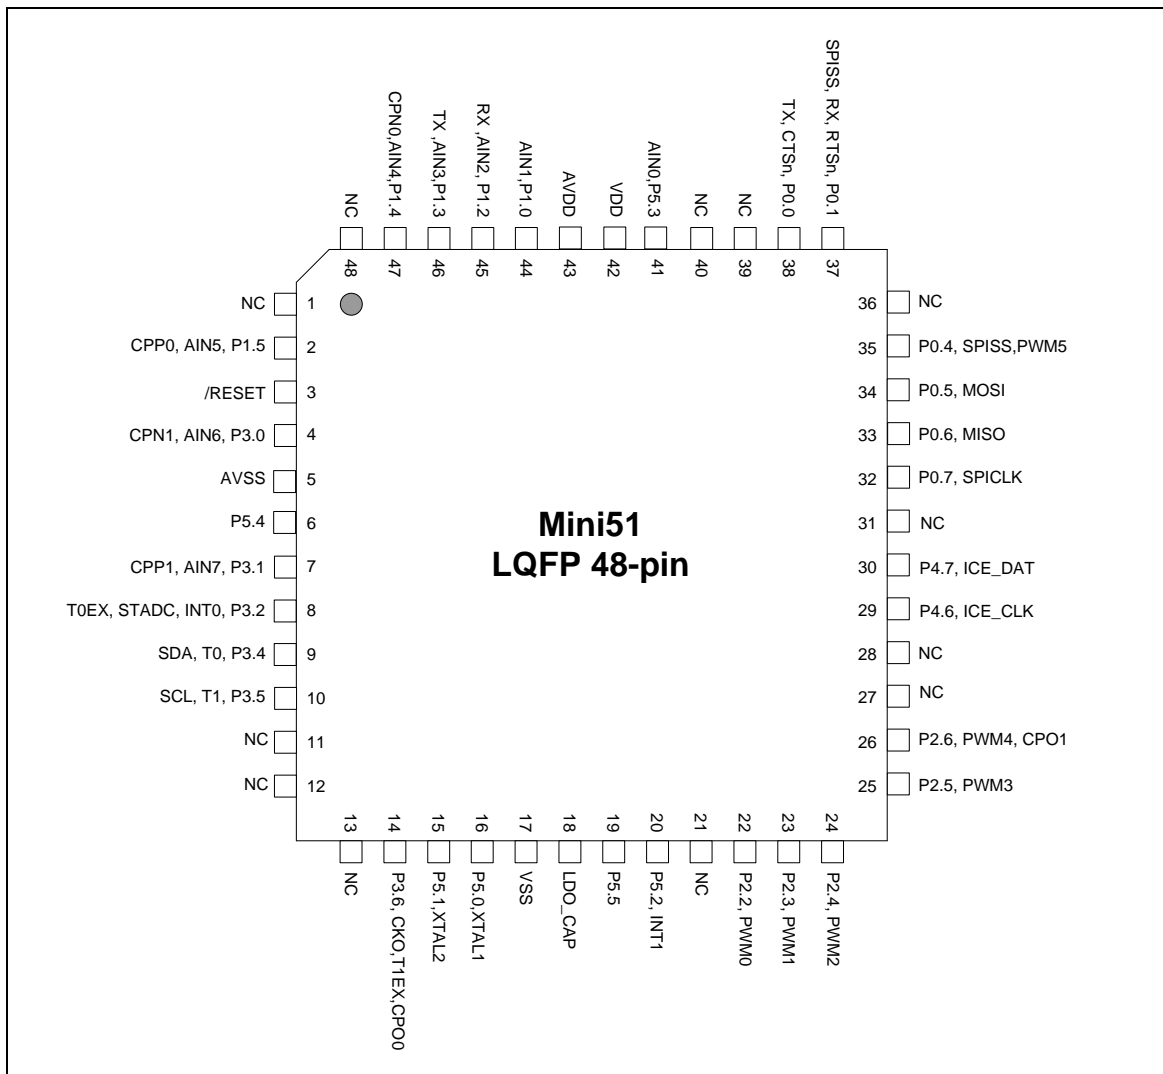 CPN0,AIN4,P1.4
TX ,AIN3,P1.3
RX ,AIN2, P1.2
AIN1,P1.0
AVDD
VDD
AIN0,P5.3
NC
NC
TX, CTSn, P0.0
SPISS, RX, RTSn, P0.1
NC
48
47
46
45
44
43
42
41
40
39
38
37
NC
1
CPP0, AIN5, P1.5
2
/RESET
3
CPN1, AIN6, P3.0
4
AVSS
5
P5.4
6
CPP1, AIN7, P3.1
7
T0EX, STADC, INT0, P3.2
8
SDA, T0, P3.4
9
SCL, T1, P3.5
10
NC
11
NC
12
Mini51
LQFP 48-pin
36
NC
35
P0.4, SPISS,PWM5
34
P0.5, MOSI
33
P0.6, MISO
32
P0.7, SPICLK
31
NC
30
P4.7, ICE_DAT
29
P4.6, ICE_CLK
28
NC
27
NC
26
P2.6, PWM4, CPO1
25
P2.5, PWM3
13
14
15
16
17
18
19
20
21
22
23
24
NC
P3.6, CKO,T1EX,CPO0
P5.1,XTAL2
P5.0,XTAL1
VSS
LDO_CAP
P5.5
P5.2, INT1
NC
P2.2, PWM0
P2.3, PWM1
P2.4, PWM2